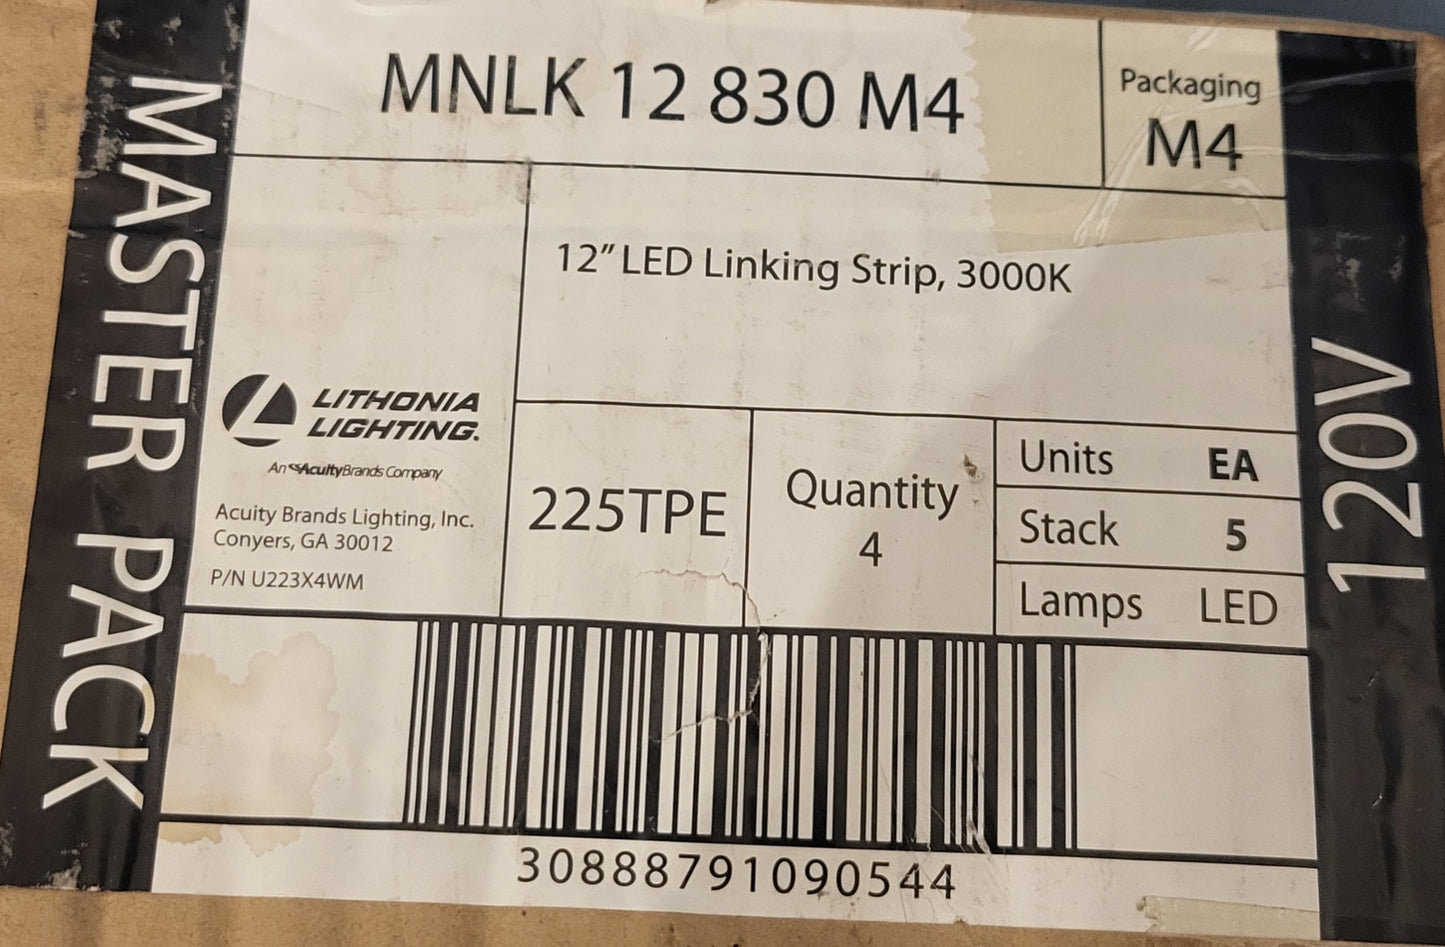 MASTER PACK
MNLK 12 830 M4
Packaging
M4
12" LED Linking Strip, 3000K
LITHONIA
LIGHTING.
An AcuityBrands Company
Acuity Brands Lighting, Inc.
Conyers, GA 30012
P/N U223X4WM
225TPE
Quantity
4
Units EA
Stack 5
Lamps LED
120V
30888791090544